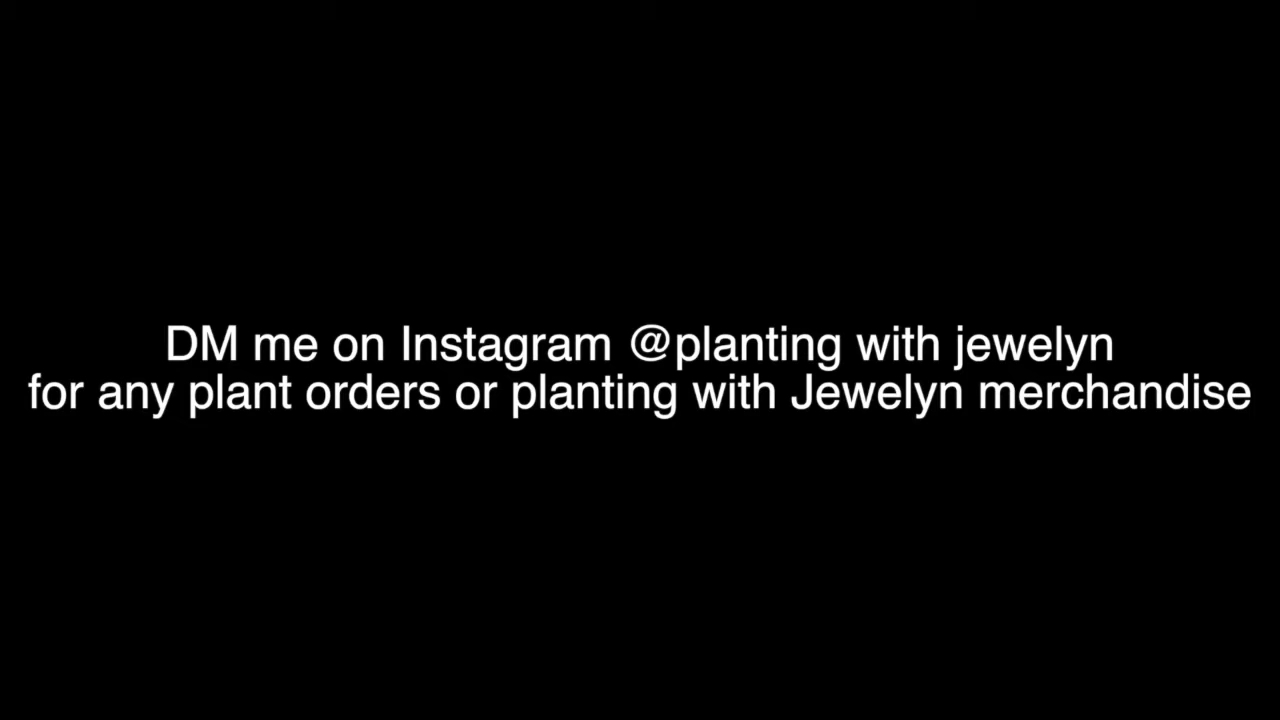 DM me on Instagram @planting with jewelyn
for any plant orders or planting with Jewelyn merchandise